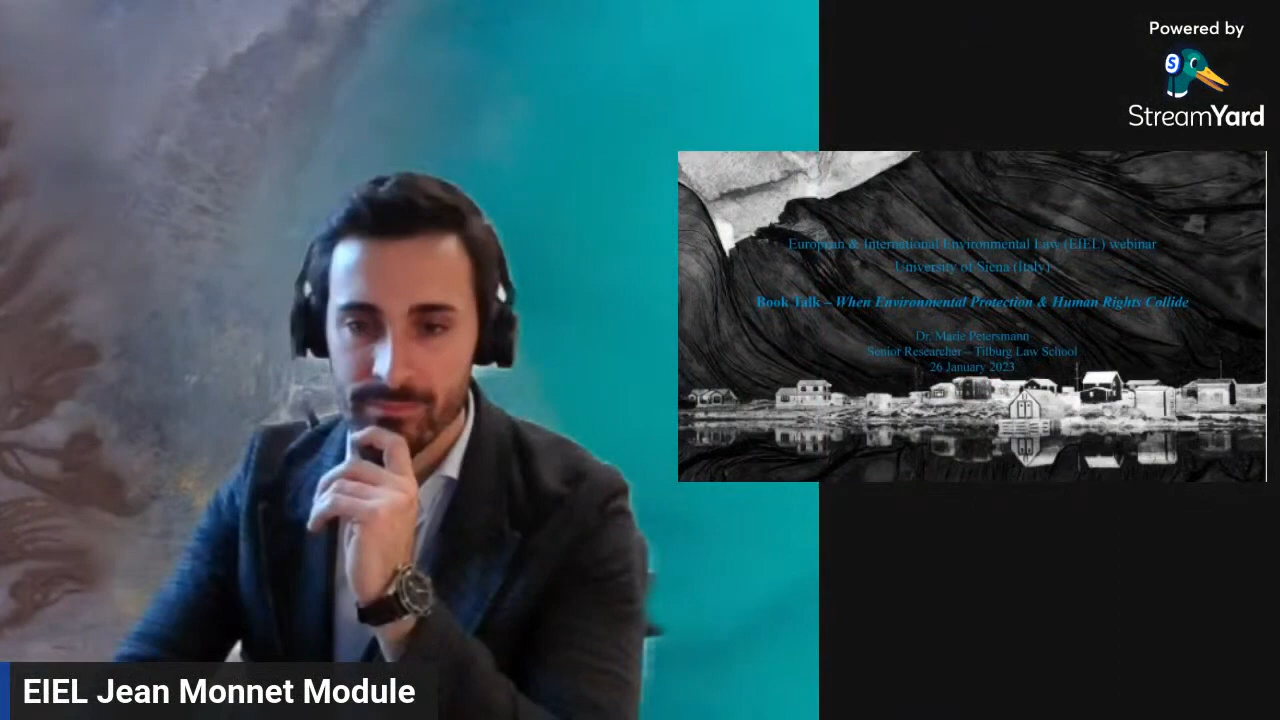 Powered by
S
StreamYard
European & International Environmental Law (EIEL) webinar
University of Siena (Italy)
Book Talk – When Environmental Protection & Human Rights Collide
Dr. Marie Petersmann
Senior Researcher – Tilburg Law School
26 January 2023
EIEL Jean Monnet Module